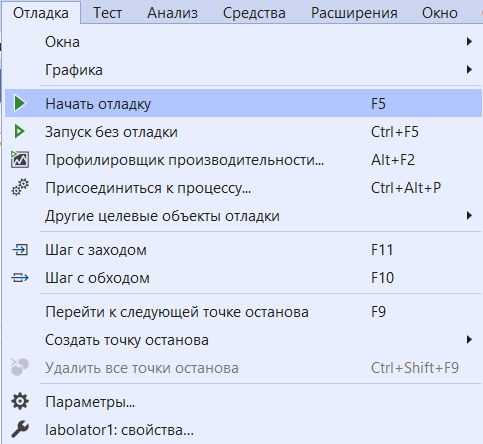 Отладка Тест Анализ Средства Расширения Окно
Окна
Графика
Начать отладку F5
Запуск без отладки Ctrl+F5
Профилировщик производительности... Alt+F2
Присоединиться к процессу... Ctrl+Alt+P
Другие целевые объекты отладки
Шаг с заходом F11
Шаг с обходом F10
Перейти к следующей точке останова F9
Создать точку останова
Удалить все точки останова Ctrl+Shift+F9
Параметры...
labolator1: свойства...